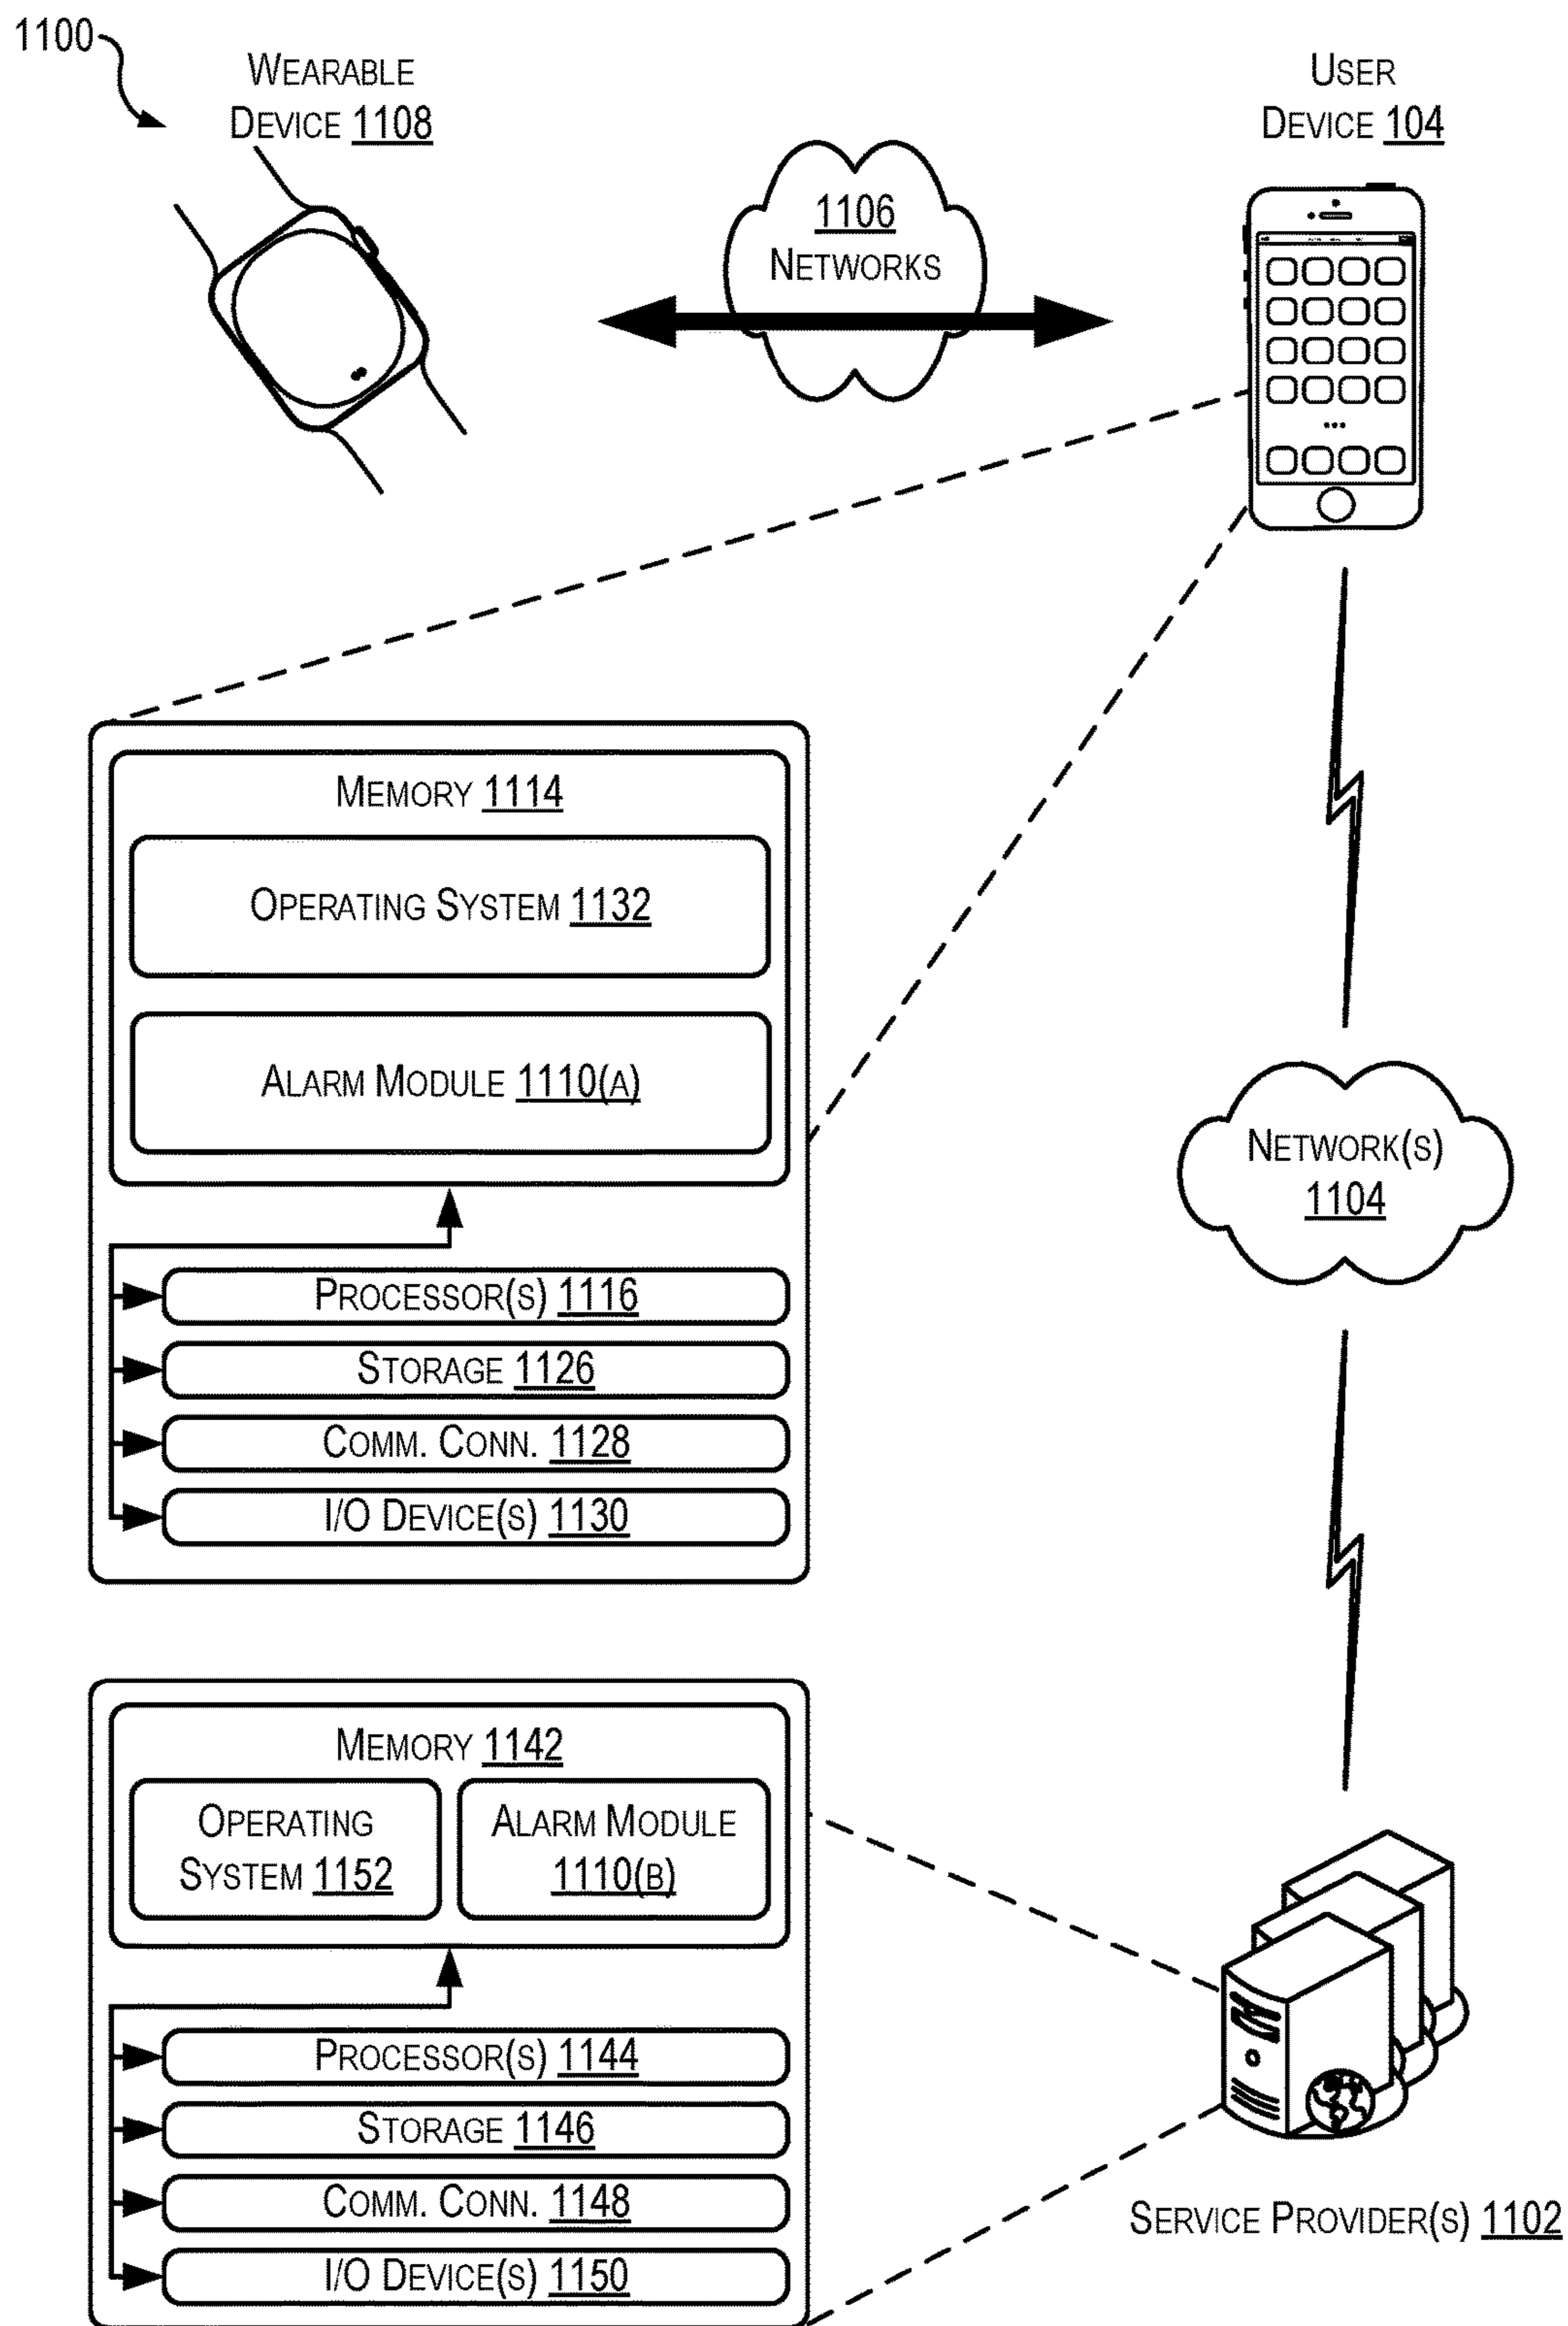 1100
WEARABLE
DEVICE 1108
USER
DEVICE 104
1106
NETWORKS
MEMORY 1114
OPERATING SYSTEM 1132
ALARM MODULE 1110(A)
PROCESSOR(S) 1116
STORAGE 1126
COMM. CONN. 1128
I/O DEVICE(S) 1130
NETWORK(S)
1104
MEMORY 1142
OPERATING
SYSTEM 1152
ALARM MODULE
1110(B)
PROCESSOR(S) 1144
STORAGE 1146
COMM. CONN. 1148
I/O DEVICE(S) 1150
SERVICE PROVIDER(S) 1102